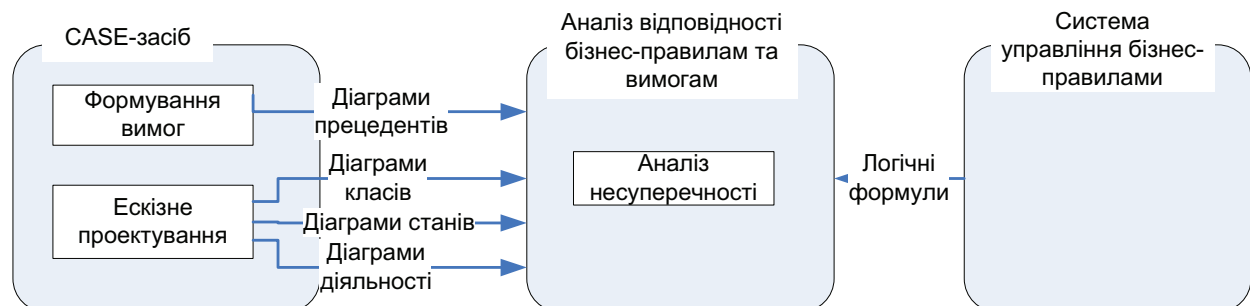 CASE-засіб
Формування
вимог
Ескізне
проектування
Діаграми
прецедентів
Діаграми
класів
Діаграми станів
Діаграми
діяльності
Аналіз відповідності
бізнес-правилам та
вимогам
Аналіз
несуперечності
Логічні
формули
Система
управління бізнес-
правилами